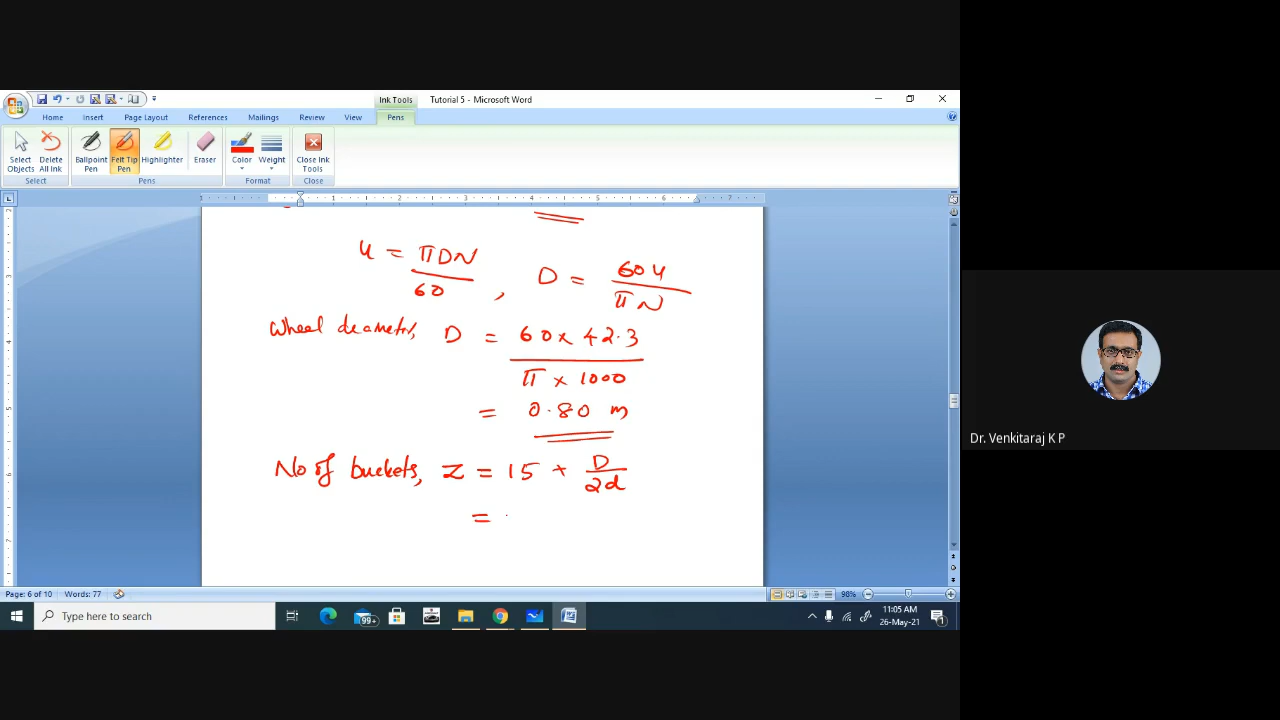 Ink Tools
Tutorial 5 - Microsoft Word
Home Insert Page Layout References Mailings Review View Pens
Select Objects
Delete All Ink
Ballpoint Pen
Felt Tip Pen
Highlighter
Eraser
Color
Weight
Close Ink Tools
Select Pens Format Close
u = πDN / 60 , D = 60u / πN
Wheel diameter, D = 60 x 42.3 / π x 1000
= 0.80 m
No of buckets, Z = 15 + D / 2d
=
Page: 6 of 10 Words: 77 98%
Type here to search
99+
11:05 AM
26-May-21
1
Dr. Venkitaraj K P